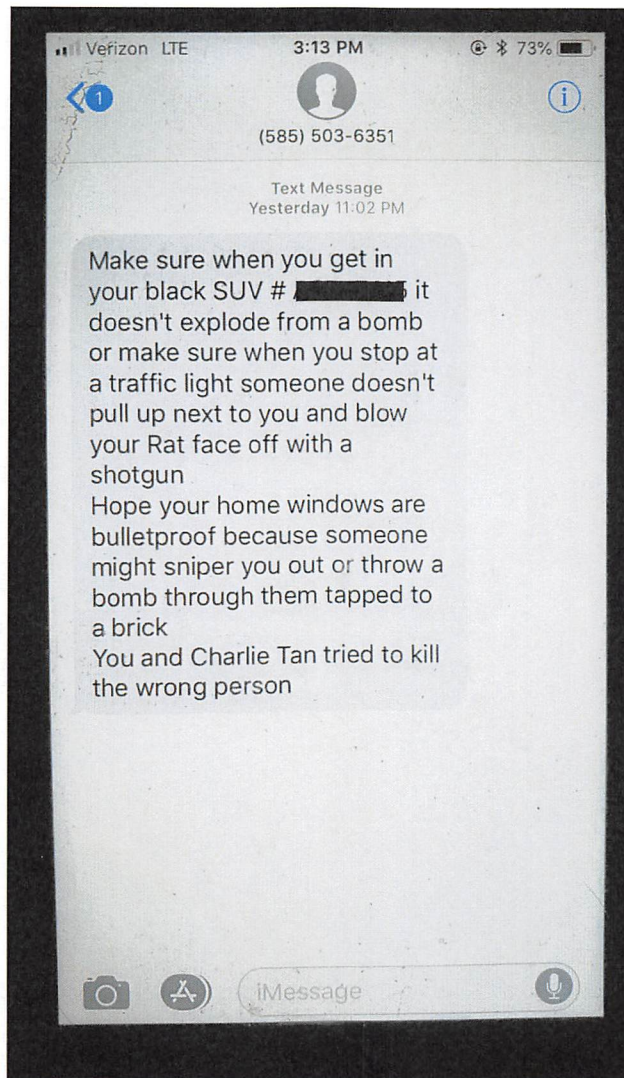 Verizon LTE 3:13 PM 73%
1
(585) 503-6351
Text Message
Yesterday 11:02 PM
Make sure when you get in
your black SUV # it
doesn't explode from a bomb
or make sure when you stop at
a traffic light someone doesn't
pull up next to you and blow
your Rat face off with a
shotgun
Hope your home windows are
bulletproof because someone
might sniper you out or throw a
bomb through them tapped to
a brick
You and Charlie Tan tried to kill
the wrong person
iMessage